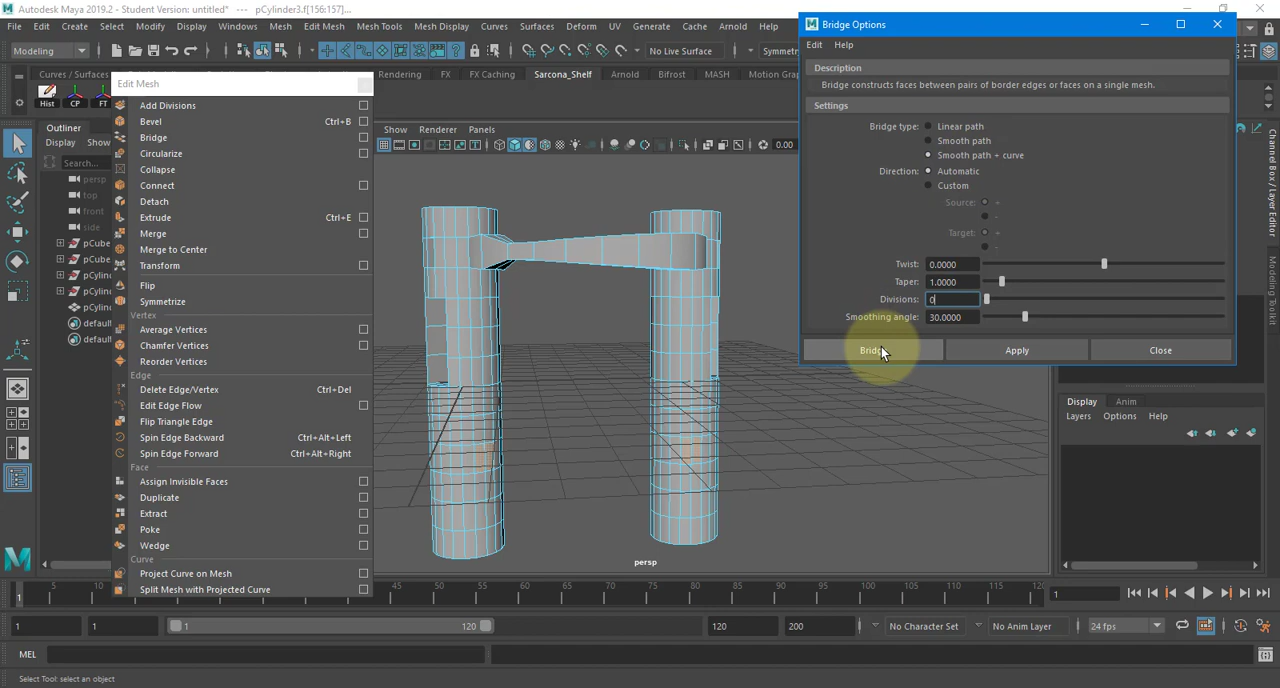 Autodesk Maya 2019.2 - Student Version: untitled* --- pCylinder3.f[156:157]...
File Edit Create Select Modify Display Windows Mesh Edit Mesh Mesh Tools Mesh Display Curves Surfaces Deform UV Generate Cache Arnold Help
Modeling
No Live Surface
Symmetr
Curves / Surfaces
Rendering FX FX Caching Sarcona_Shelf Arnold Bifrost MASH Motion Grap
Hist CP FT
Outliner
Display Show
Search...
persp
top
front
side
pCube
pCube
pCylin
pCylin
pCylin
defaul
defaul
Edit Mesh
Add Divisions
Bevel Ctrl+B
Bridge
Circularize
Collapse
Connect
Detach
Extrude Ctrl+E
Merge
Merge to Center
Transform
Flip
Symmetrize
Vertex
Average Vertices
Chamfer Vertices
Reorder Vertices
Edge
Delete Edge/Vertex Ctrl+Del
Edit Edge Flow
Flip Triangle Edge
Spin Edge Backward Ctrl+Alt+Left
Spin Edge Forward Ctrl+Alt+Right
Face
Assign Invisible Faces
Duplicate
Extract
Poke
Wedge
Curve
Project Curve on Mesh
Split Mesh with Projected Curve
Show Renderer Panels
0.00
persp
Bridge Options
Edit Help
Description
Bridge constructs faces between pairs of border edges or faces on a single mesh.
Settings
Bridge type: Linear path
Smooth path
Smooth path + curve
Direction: Automatic
Custom
Source: +
-
Target: +
-
Twist: 0.0000
Taper: 1.0000
Divisions: 0
Smoothing angle: 30.0000
Bridge Apply Close
Channel Box / Layer Editor
Modeling Toolkit
Display Anim
Layers Options Help
5 45 50 55 60 65 70 75 80 85 90 95 100 105 110 115 120
1 1
1 1 1 120 120 200 No Character Set No Anim Layer 24 fps
MEL
Select Tool: select an object